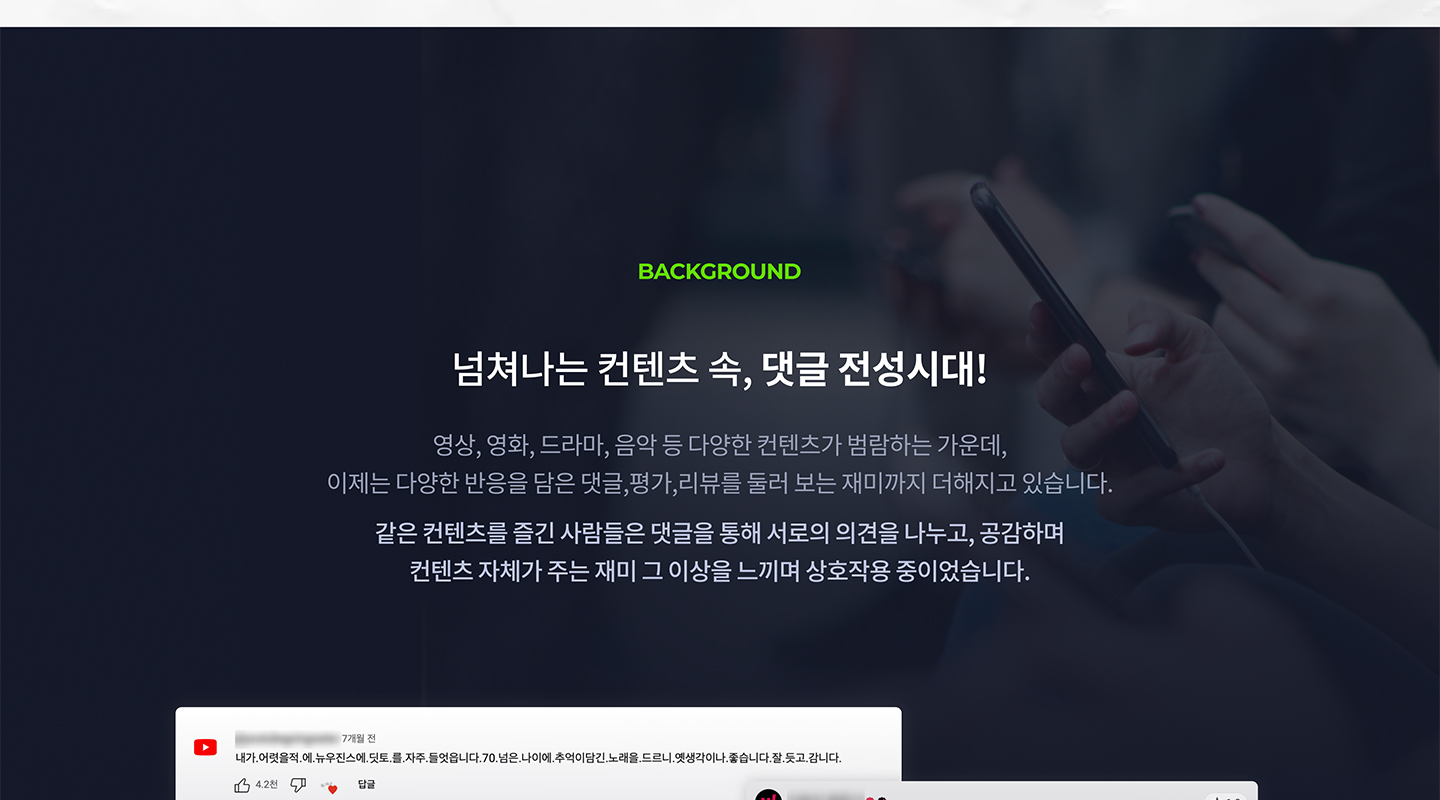 BACKGROUND
넘쳐나는 컨텐츠 속, 댓글 전성시대!
영상, 영화, 드라마, 음악 등 다양한 컨텐츠가 범람하는 가운데,
이제는 다양한 반응을 담은 댓글,평가,리뷰를 둘러 보는 재미까지 더해지고 있습니다.
같은 컨텐츠를 즐긴 사람들은 댓글을 통해 서로의 의견을 나누고, 공감하며
컨텐츠 자체가 주는 재미 그 이상을 느끼며 상호작용 중이었습니다.
7개월 전
내가.어렷을적.에.뉴우진스에.딧토.를.자주.들엇읍니다.70.넘은.나이에.추억이담긴.노래을.드르니.옛생각이나.좋습니다.잘.듯고.감니다.
4.2천 답글